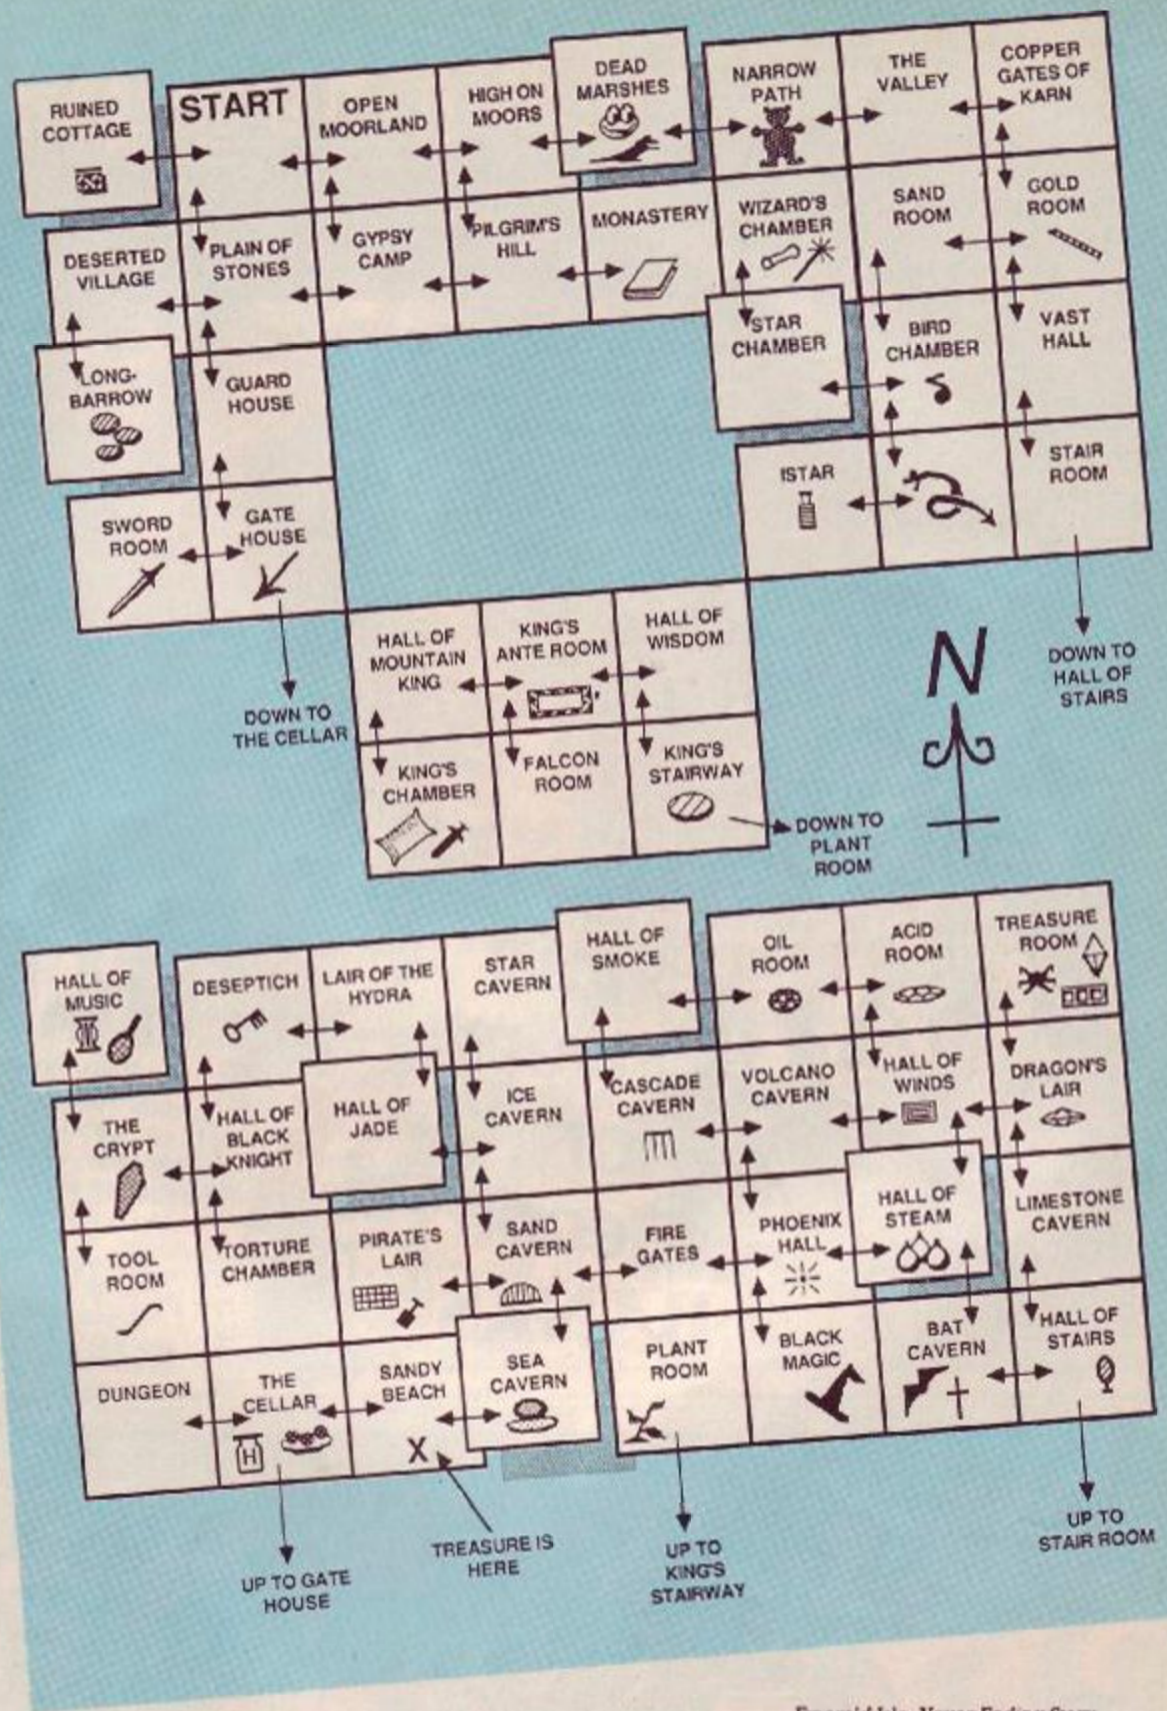 RUINED
COTTAGE
START
OPEN
MOORLAND
HIGH ON
MOORS
DEAD
MARSHES
NARROW
PATH
THE
VALLEY
COPPER
GATES OF
KARN
DESERTED
VILLAGE
PLAIN OF
STONES
GYPSY
CAMP
PILGRIM'S
HILL
MONASTERY
WIZARD'S
CHAMBER
SAND
ROOM
GOLD
ROOM
LONG-
BARROW
GUARD
HOUSE
STAR
CHAMBER
BIRD
CHAMBER
VAST
HALL
SWORD
ROOM
GATE
HOUSE
ISTAR
STAIR
ROOM
DOWN TO
THE CELLAR
HALL OF
MOUNTAIN
KING
KING'S
ANTE ROOM
HALL OF
WISDOM
N
DOWN TO
HALL OF
STAIRS
KING'S
CHAMBER
FALCON
ROOM
KING'S
STAIRWAY
DOWN TO
PLANT
ROOM
HALL OF
MUSIC
DESEPTICH
LAIR OF THE
HYDRA
STAR
CAVERN
HALL OF
SMOKE
OIL
ROOM
ACID
ROOM
TREASURE
ROOM
THE
CRYPT
HALL OF
BLACK
KNIGHT
HALL OF
JADE
ICE
CAVERN
CASCADE
CAVERN
VOLCANO
CAVERN
HALL OF
WINDS
DRAGON'S
LAIR
TOOL
ROOM
TORTURE
CHAMBER
PIRATE'S
LAIR
SAND
CAVERN
FIRE
GATES
PHOENIX
HALL
HALL OF
STEAM
LIMESTONE
CAVERN
DUNGEON
THE
CELLAR
H
SANDY
BEACH
X
SEA
CAVERN
PLANT
ROOM
BLACK
MAGIC
BAT
CAVERN
HALL OF
STAIRS
UP TO GATE
HOUSE
TREASURE IS
HERE
UP TO
KING'S
STAIRWAY
UP TO
STAIR ROOM